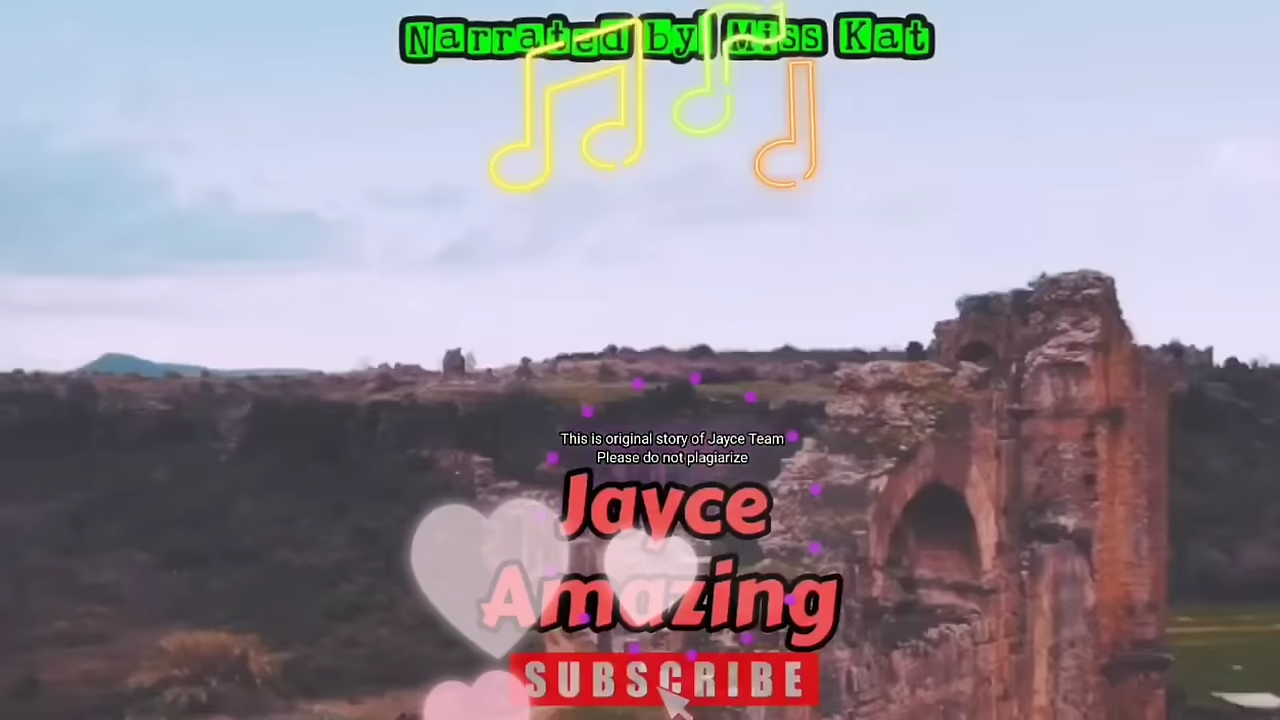 Narrated by Miss Kat
This is original story of Jayce Team
Please do not plagiarize
Jayce
Amazing
SUBSCRIBE